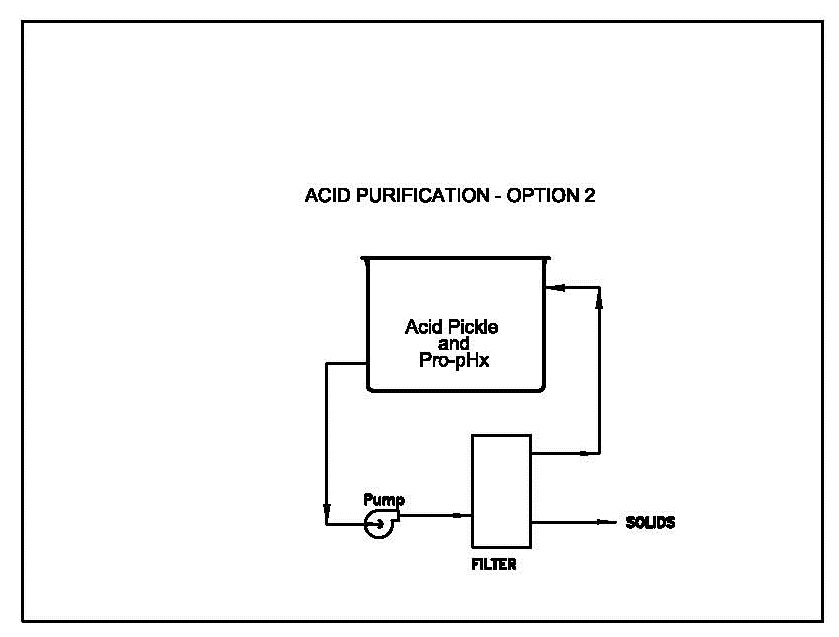 ACID PURIFICATION - OPTION 2
Acid Pickle
and
Pro-pHx
Pump
SOLIDS
FILTER